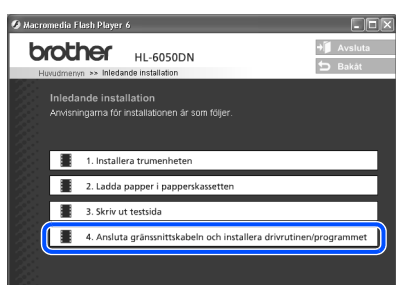 Macromedia Flash Player 6
brother HL-6050DN
Avsluta
Huvudmenyn >> Inledande installation
Bakåt
Inledande installation
Anvisningarna för installationen är som följer.
1. Installera trumenheten
2. Ladda papper i papperskassetten
3. Skriv ut testsida
4. Ansluta gränssnittskabeln och installera drivrutinen/programmet